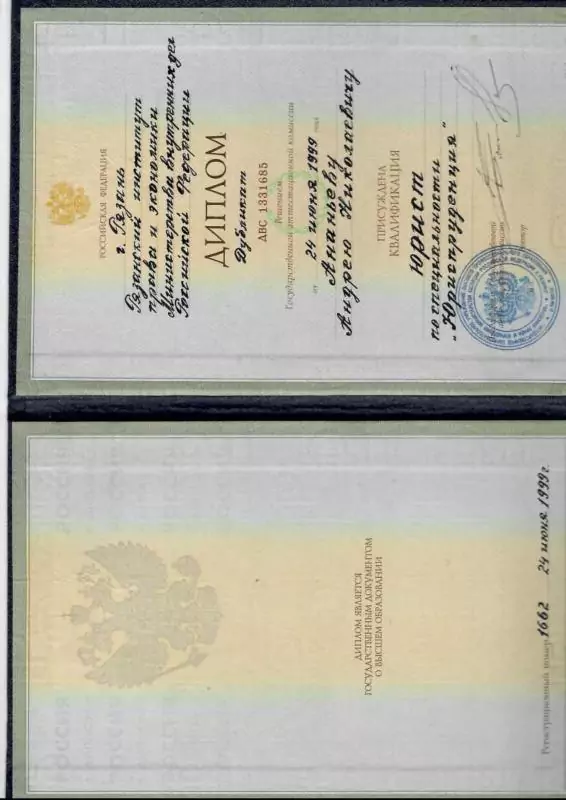 РОССИЙСКАЯ ФЕДЕРАЦИЯ
г. Рязань
Рязанский институт
права и экономики
Министерства внутренних дел
Российской Федерации
ДИПЛОМ
Дубликат
АВС 1331685
Решением
Государственной аттестационной комиссии
от 24 июня 1999 года
Ананьеву
Андрею Николаевичу
ПРИСУЖДЕНА
КВАЛИФИКАЦИЯ
ЮРИСТ
по специальности
"Юриспруденция"
ДИПЛОМ ЯВЛЯЕТСЯ
ГОСУДАРСТВЕННЫМ ДОКУМЕНТОМ
О ВЫСШЕМ ОБРАЗОВАНИИ
Регистрационный номер 1662 24 июня 1999г.